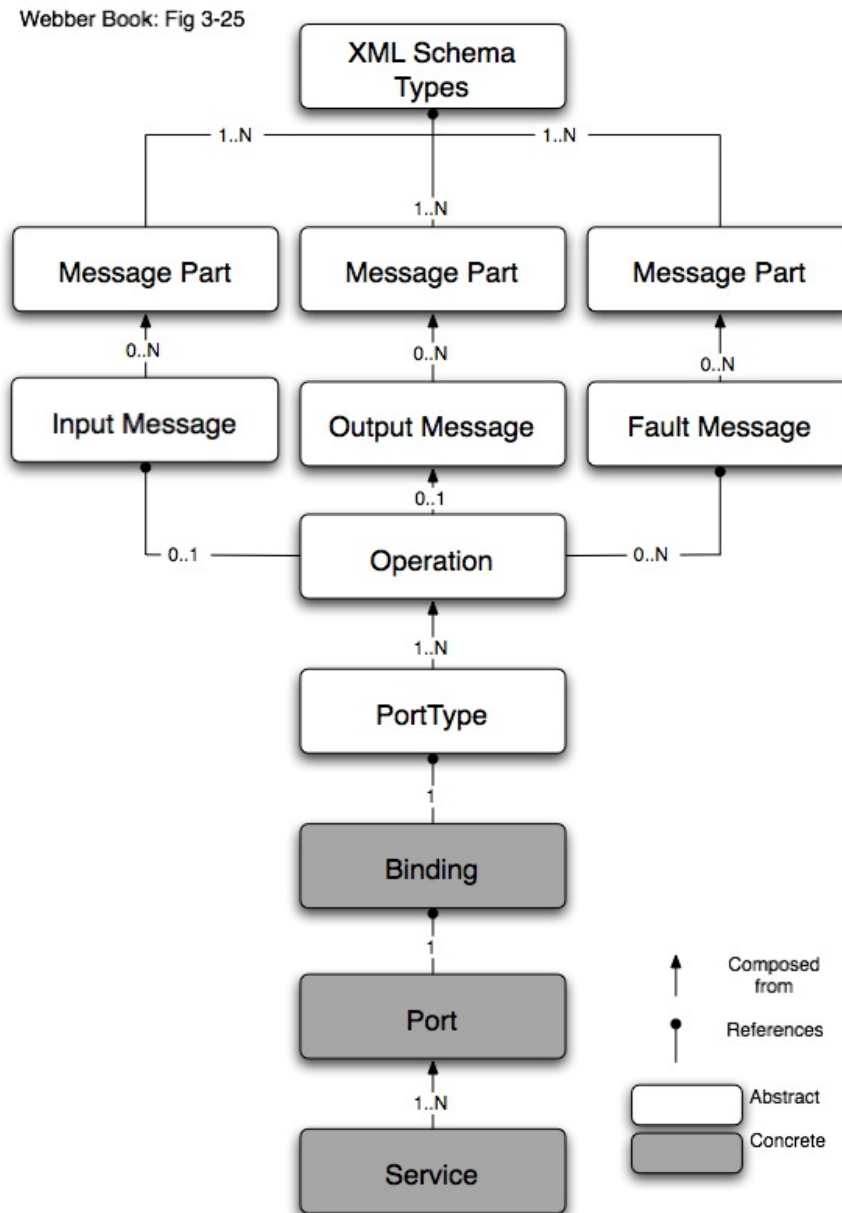 Webber Book: Fig 3-25
XML Schema
Types
1..N
1..N
1..N
Message Part
Message Part
Message Part
0..N
0..N
0..N
Input Message
Output Message
Fault Message
0..1
0..1
0..N
Operation
1..N
PortType
1
Binding
1
Port
1..N
Service
Composed
from
References
Abstract
Concrete